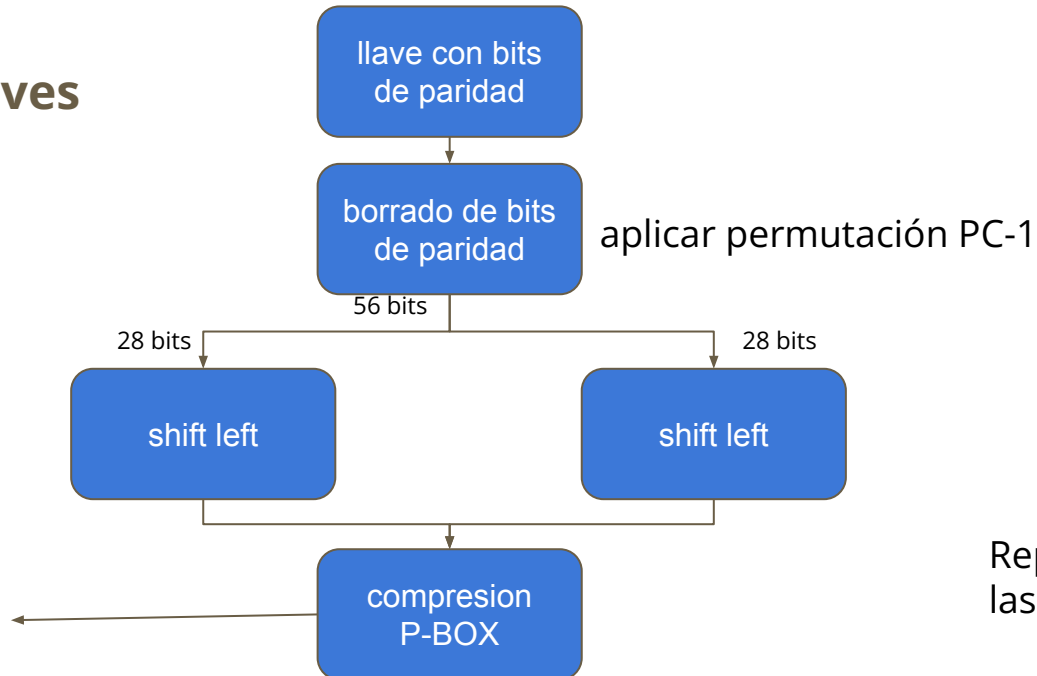 ves
llave con bits
de paridad
borrado de bits
de paridad
aplicar permutación PC-1
56 bits
28 bits
28 bits
shift left
shift left
compresion
P-BOX
Rep
las